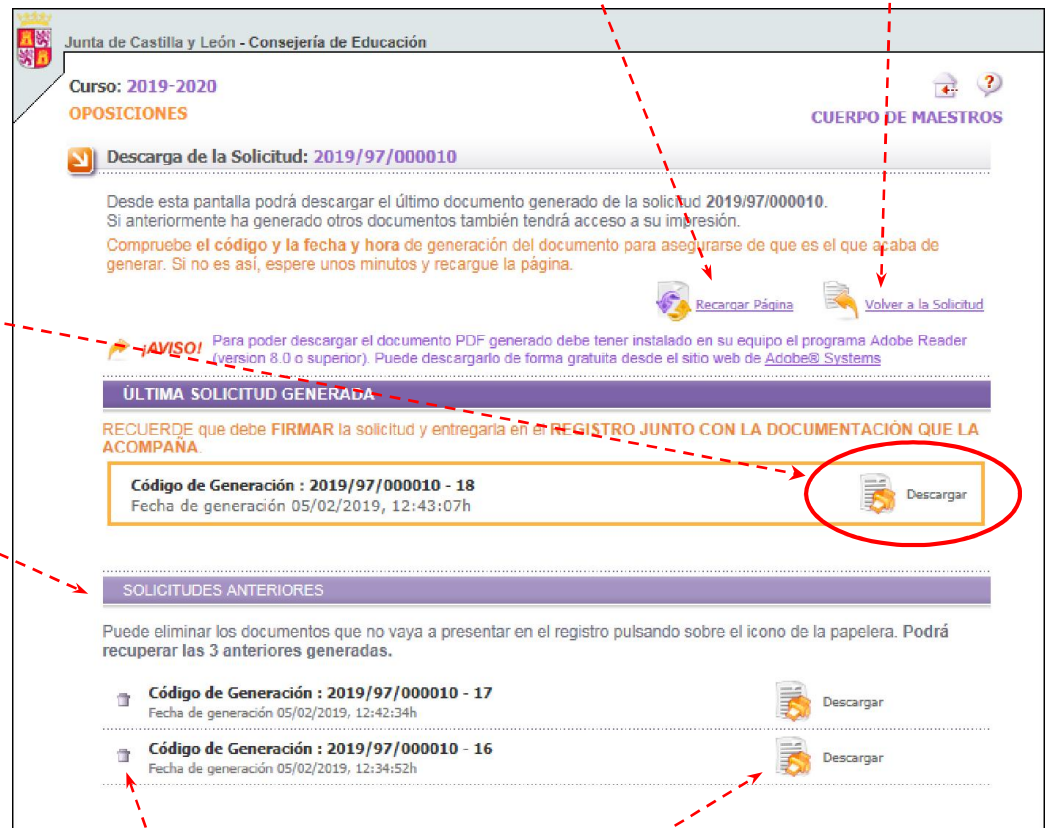 Junta de Castilla y León - Consejería de Educación
Curso: 2019-2020
OPOSICIONES
CUERPO DE MAESTROS
Descarga de la Solicitud: 2019/97/000010
Desde esta pantalla podrá descargar el último documento generado de la solicitud 2019/97/000010.
Si anteriormente ha generado otros documentos también tendrá acceso a su impresión.
Compruebe el código y la fecha y hora de generación del documento para asegurarse de que es el que acaba de
generar. Si no es así, espere unos minutos y recargue la página.
Recargar Página
Volver a la Solicitud
¡AVISO!
Para poder descargar el documento PDF generado debe tener instalado en su equipo el programa Adobe Reader
(version 8.0 o superior). Puede descargarlo de forma gratuita desde el sitio web de Adobe® Systems
ÚLTIMA SOLICITUD GENERADA
RECUERDE que debe FIRMAR la solicitud y entregarla en el REGISTRO JUNTO CON LA DOCUMENTACIÓN QUE LA
ACOMPAÑA.
Código de Generación : 2019/97/000010 - 18
Fecha de generación 05/02/2019, 12:43:07h
Descargar
SOLICITUDES ANTERIORES
Puede eliminar los documentos que no vaya a presentar en el registro pulsando sobre el icono de la papelera. Podrá
recuperar las 3 anteriores generadas.
Código de Generación : 2019/97/000010 - 17
Fecha de generación 05/02/2019, 12:42:34h
Descargar
Código de Generación : 2019/97/000010 - 16
Fecha de generación 05/02/2019, 12:34:52h
Descargar